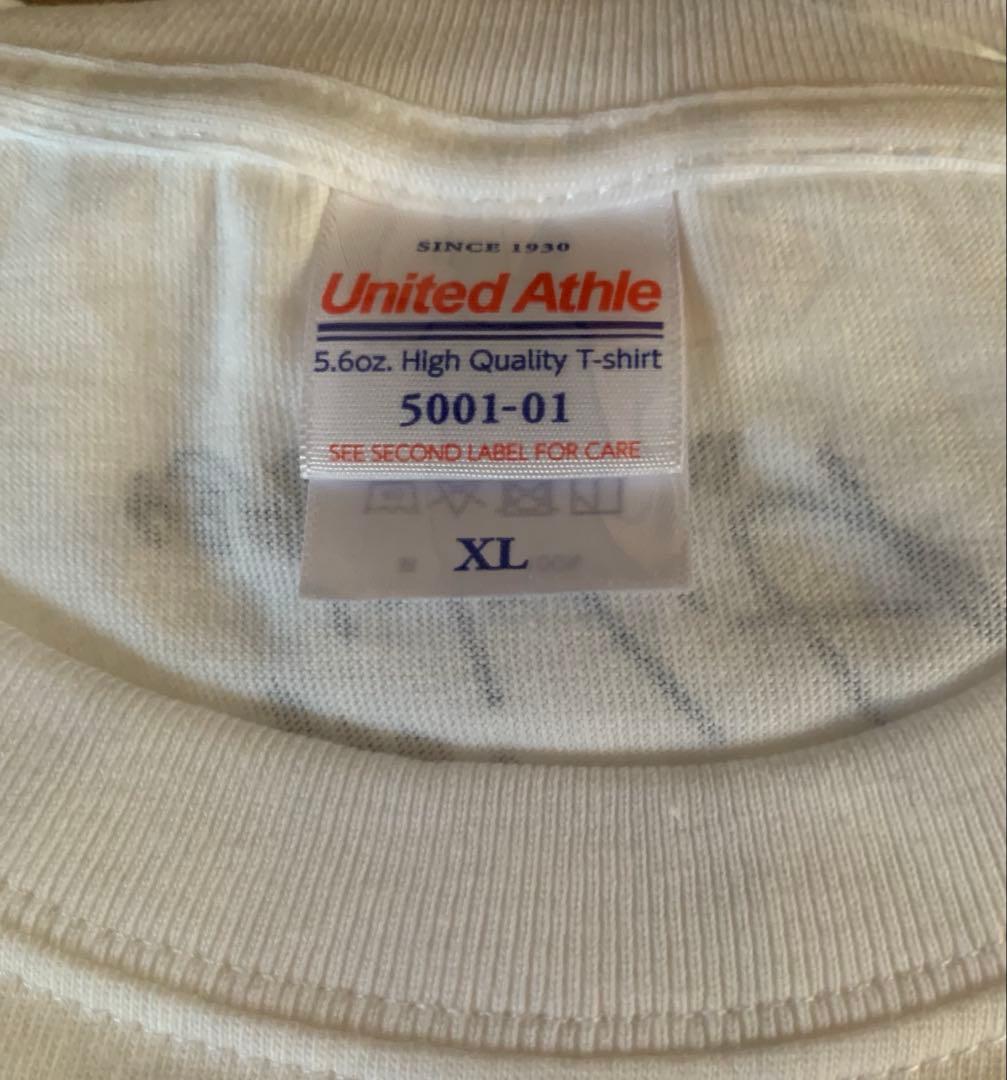 SINCE 1930
United Athle
5.6oz. High Quality T-shirt
5001-01
SEE SECOND LABEL FOR CARE
XL